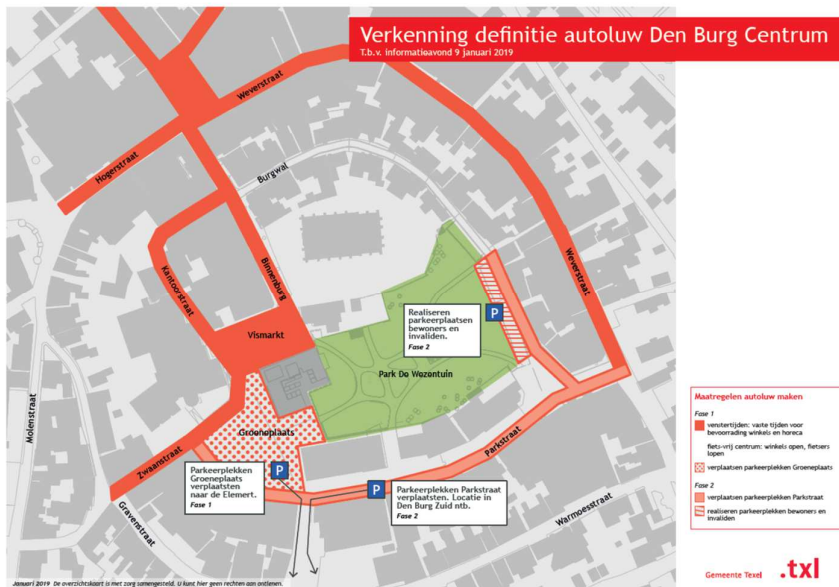 Verkenning definitie autoluw Den Burg Centrum
T.b.v. informatieavond 9 januari 2019
Weverstraat
Hogerstraat
Burgwal
Binnenburg
Kantoorstraat
Weverstraat
Vismarkt
Realiseren
parkeerplaatsen
bewoners en
invaliden.
Fase 2
P
Park De Wezentuin
Molenstraat
Groeneplaats
Zwaanstraat
Parkstraat
Parkeerplekken
Groeneplaats
verplaatsten
naar de Elemert.
Fase 1
P
P
Parkeerplekken Parkstraat
verplaatsten. Locatie in
Den Burg Zuid ntb.
Fase 2
Gravenstraat
Warmoesstraat
Maatregelen autoluw maken
Fase 1
venstertijden: vaste tijden voor
bevoorrading winkels en horeca
fiets-vrij centrum: winkels open, fietsers
lopen
verplaatsen parkeerplekken Groeneplaats
Fase 2
verplaatsen parkeerplekken Parkstraat
realiseren parkeerplekken bewoners en
invaliden
Januari 2019 De overzichtskaart is met zorg samengesteld. U kunt hier geen rechten aan ontlenen.
Gemeente Texel
.txl